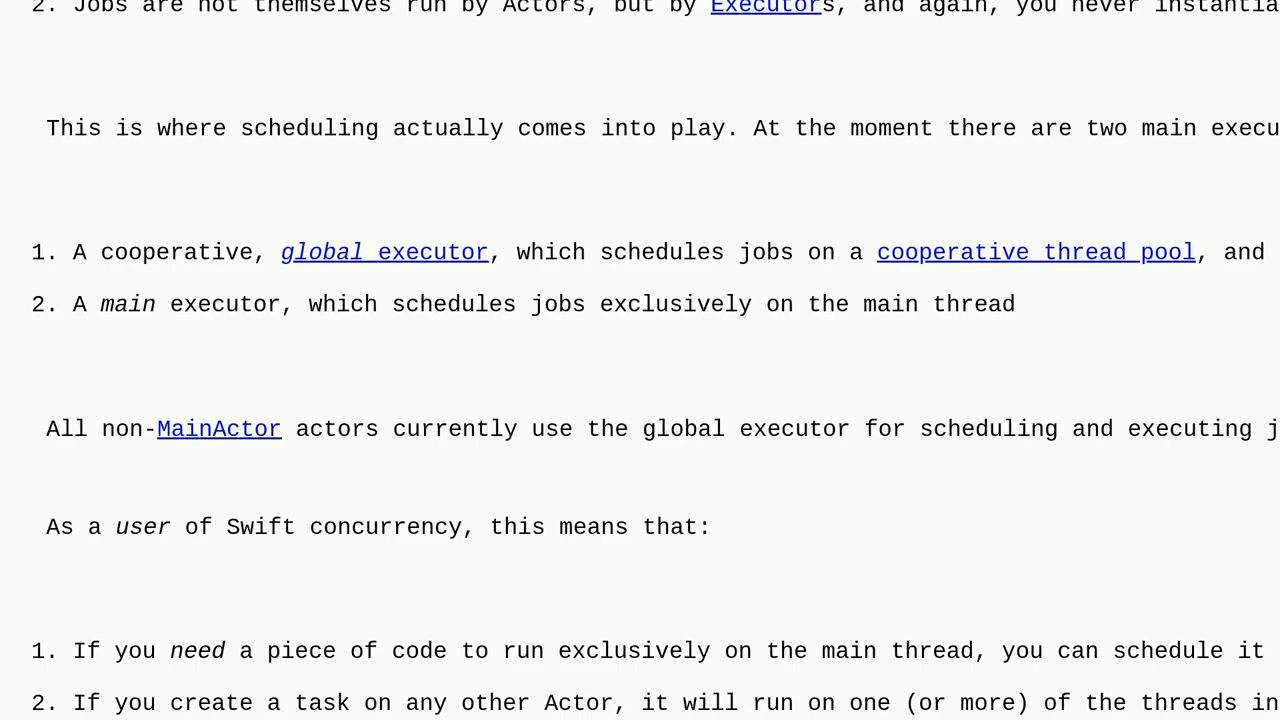 2. Jobs are not themselves run by Actors, but by Executors, and again, you never
This is where scheduling actually comes into play. At the moment there are two main
1. A cooperative, global executor, which schedules jobs on a cooperative thread pool, and
2. A main executor, which schedules jobs exclusively on the main thread
All non-MainActor actors currently use the global executor for scheduling and executing
As a user of Swift concurrency, this means that:
1. If you need a piece of code to run exclusively on the main thread, you can schedule it
2. If you create a task on any other Actor, it will run on one (or more) of the threads in